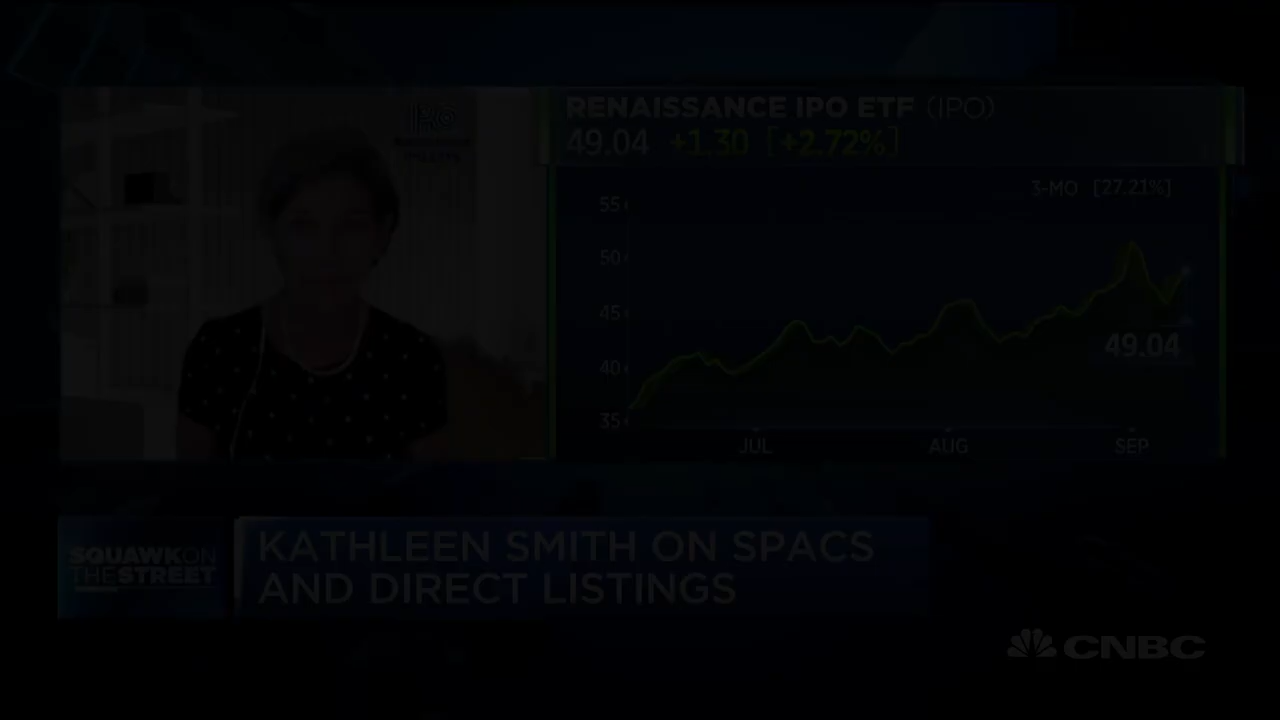 IPO
RENAISSANCE IPO ETF (IPO)
49.04 +1.30 [+2.72%]
3-MO [27.21%]
55
50
45
40
35
49.04
JUL AUG SEP
KATHLEEN SMITH ON SPACS
AND DIRECT LISTINGS
SQUAWK ON
THE STREET
CNBC